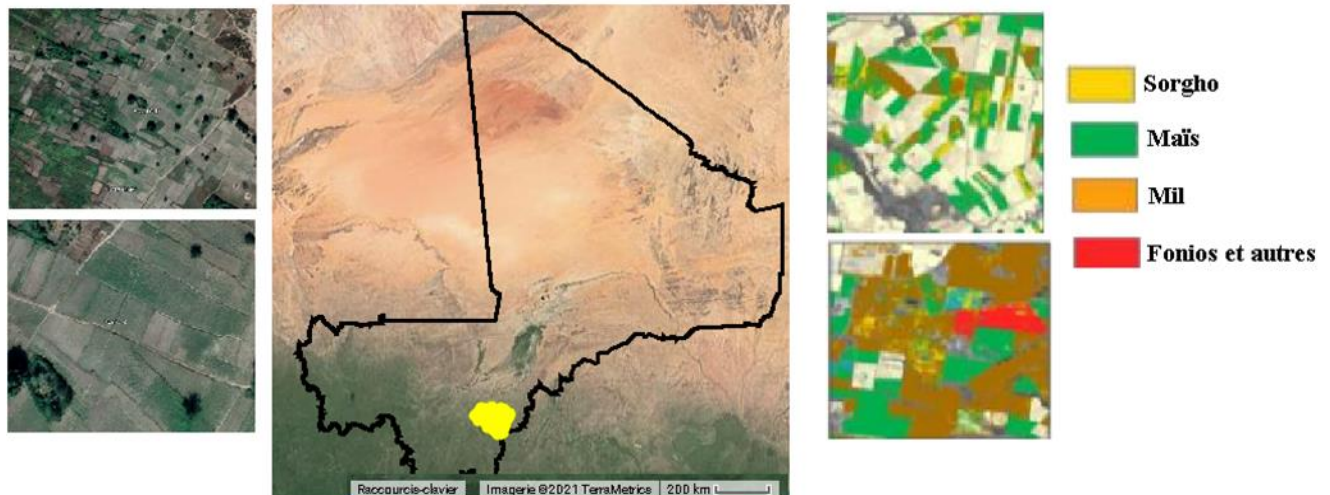 Sorgho
Maïs
Mil
Fonios et autres
Raccourcis-clavier
Imagerie ©2021 TerraMetrics
200 km